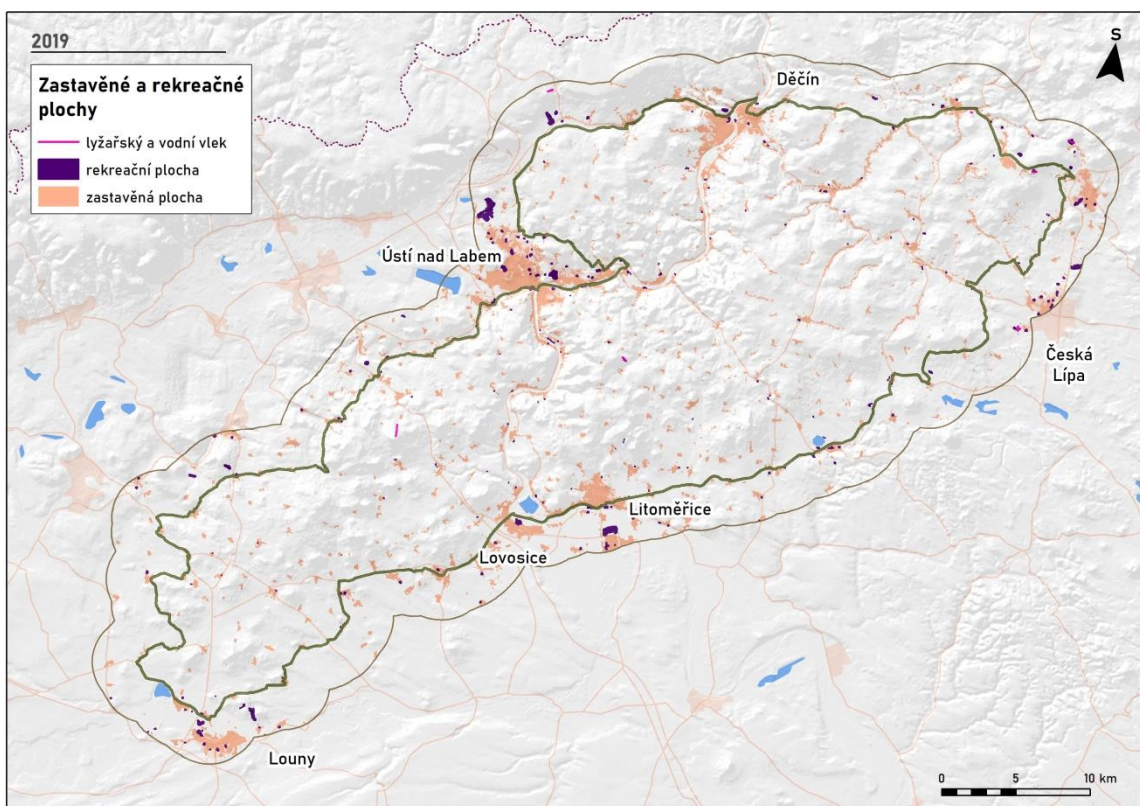 2019
Zastavěné a rekreačné
plochy
lyžařský a vodní vlek
rekreační plocha
zastavěná plocha
S
Děčín
Ústí nad Labem
Česká
Lípa
Litoměřice
Lovosice
Louny
0 5 10 km